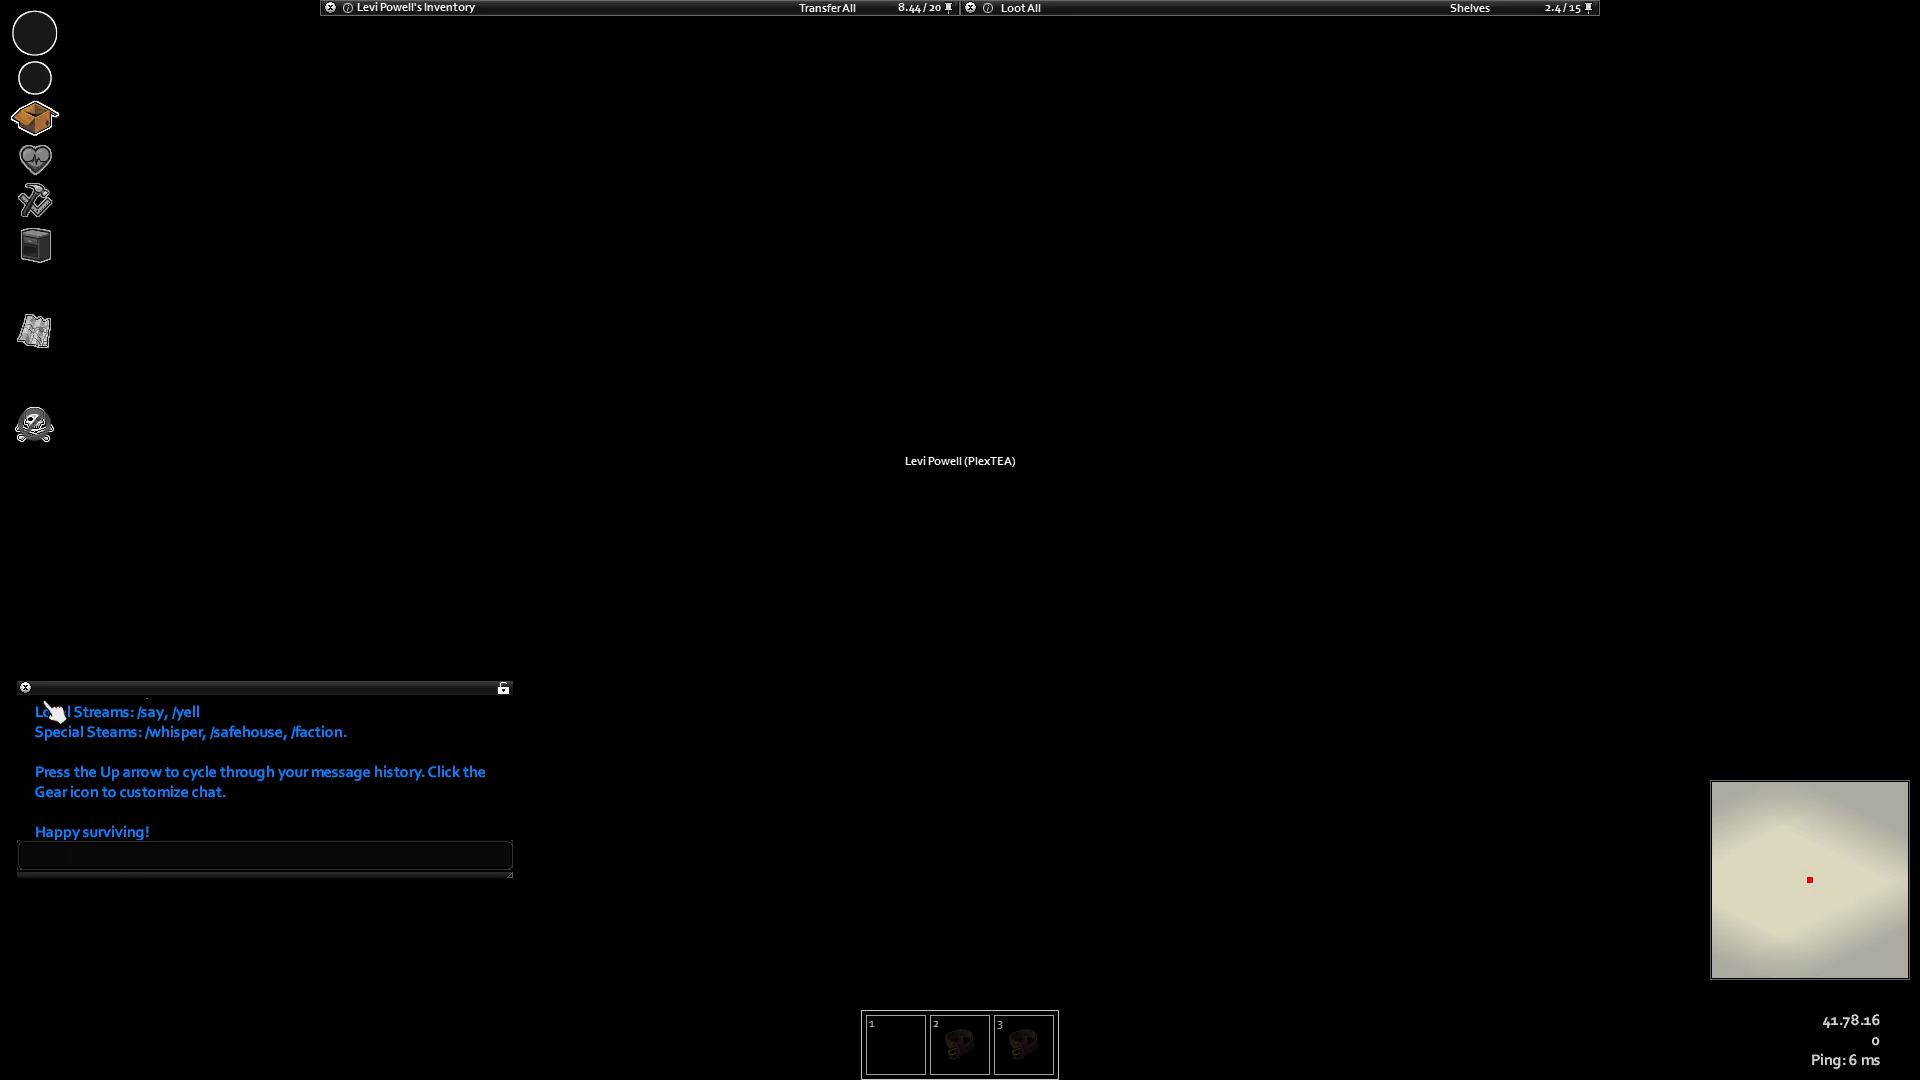 Levi Powell's Inventory Transfer All 8.44 / 20 Loot All Shelves 2.4 / 15
Levi Powell (PlexTEA)
Streams: /say, /yell
Special Steams: /whisper, /safehouse, /faction.
Press the Up arrow to cycle through your message history. Click the
Gear icon to customize chat.
Happy surviving!
1 2 3
41.78.16
0
Ping: 6 ms